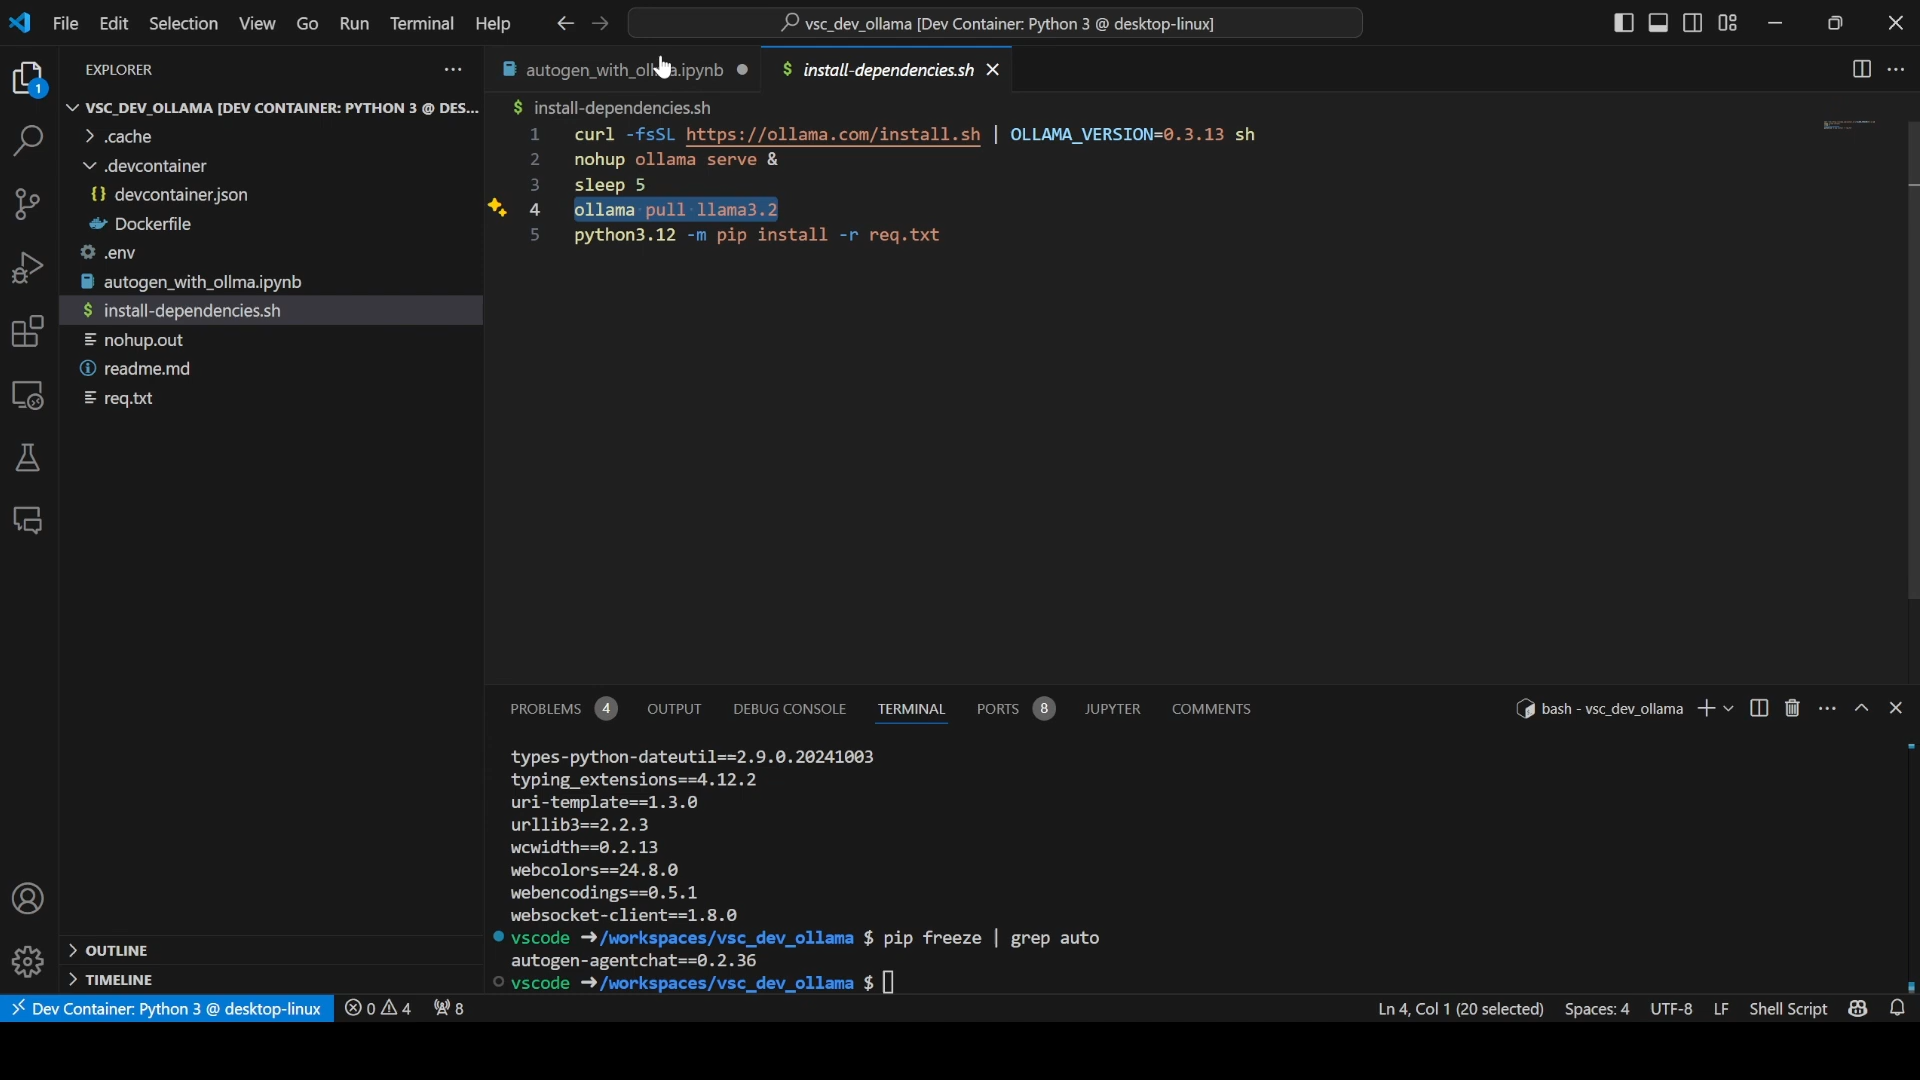 File Edit Selection View Go Run Terminal Help
vsc_dev_ollama [Dev Container: Python 3 @ desktop-linux]
EXPLORER
1
VSC_DEV_OLLAMA [DEV CONTAINER: PYTHON 3 @ DES...
.cache
.devcontainer
{} devcontainer.json
Dockerfile
.env
autogen_with_ollma.ipynb
$ install-dependencies.sh
nohup.out
readme.md
req.txt
OUTLINE
TIMELINE
autogen_with_ollma.ipynb
$ install-dependencies.sh
$ install-dependencies.sh
1 curl -fsSL https://ollama.com/install.sh | OLLAMA_VERSION=0.3.13 sh
2 nohup ollama serve &
3 sleep 5
4 ollama pull llama3.2
5 python3.12 -m pip install -r req.txt
PROBLEMS 4 OUTPUT DEBUG CONSOLE TERMINAL PORTS 8 JUPYTER COMMENTS
bash - vsc_dev_ollama
types-python-dateutil==2.9.0.20241003
typing_extensions==4.12.2
uri-template==1.3.0
urllib3==2.2.3
wcwidth==0.2.13
webcolors==24.8.0
webencodings==0.5.1
websocket-client==1.8.0
vscode ➜/workspaces/vsc_dev_ollama $ pip freeze | grep auto
autogen-agentchat==0.2.36
vscode ➜/workspaces/vsc_dev_ollama $
Dev Container: Python 3 @ desktop-linux 0 4 8 Ln 4, Col 1 (20 selected) Spaces: 4 UTF-8 LF Shell Script